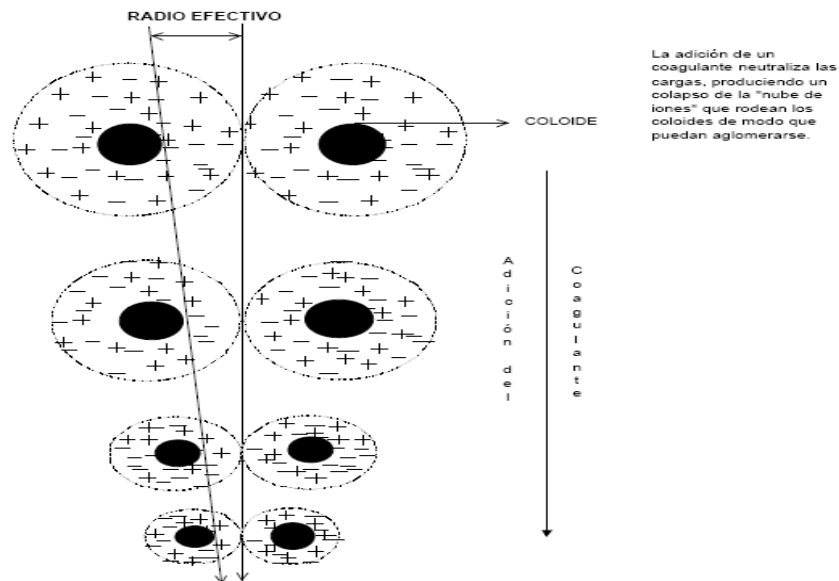 RADIO EFECTIVO
La adición de un
coagulante neutraliza las
cargas, produciendo un
colapso de la "nube de
iones" que rodean los
coloides de modo que
puedan aglomerarse.
COLOIDE
Adición del
Coagulante